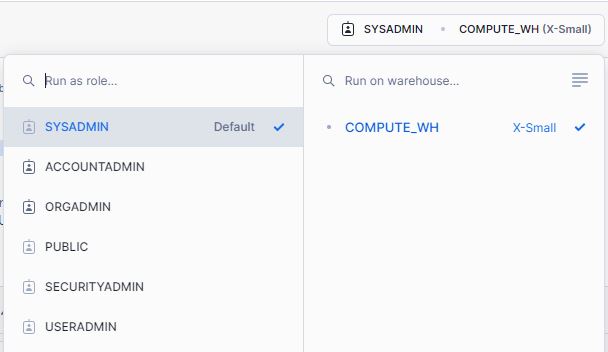 SYSADMIN • COMPUTE_WH (X-Small)
Run as role...
SYSADMIN Default
ACCOUNTADMIN
ORGADMIN
PUBLIC
SECURITYADMIN
USERADMIN
Run on warehouse...
• COMPUTE_WH X-Small